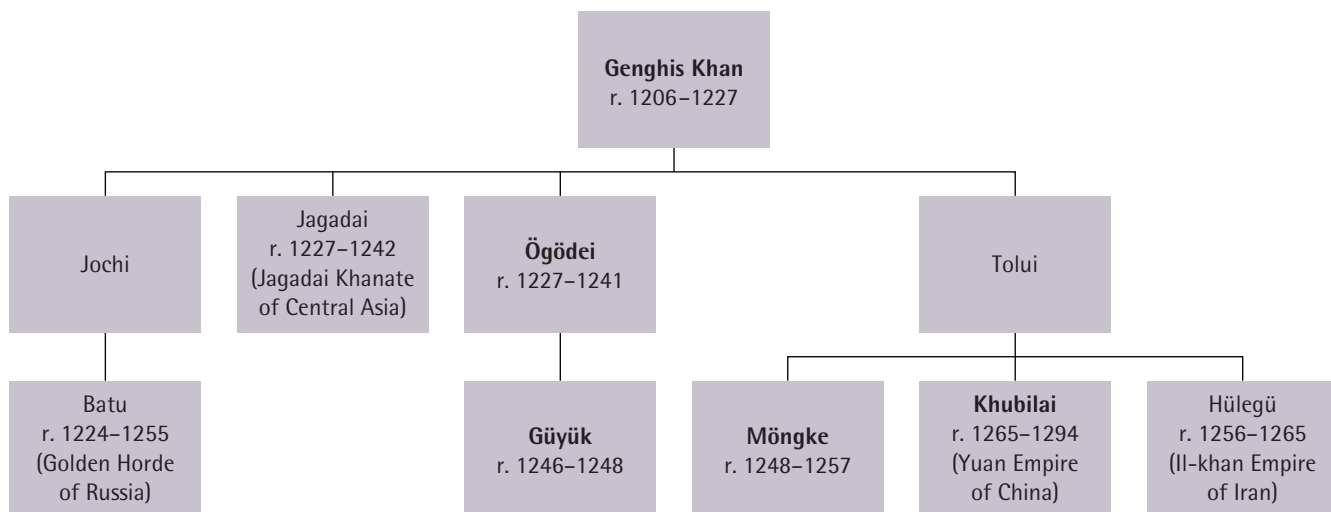 Genghis Khan
r. 1206–1227
Jochi
Jagadai
r. 1227–1242
(Jagadai Khanate
of Central Asia)
Ögödei
r. 1227–1241
Tolui
Batu
r. 1224–1255
(Golden Horde
of Russia)
Güyük
r. 1246–1248
Möngke
r. 1248–1257
Khubilai
r. 1265–1294
(Yuan Empire
of China)
Hülegü
r. 1256–1265
(Il-khan Empire
of Iran)